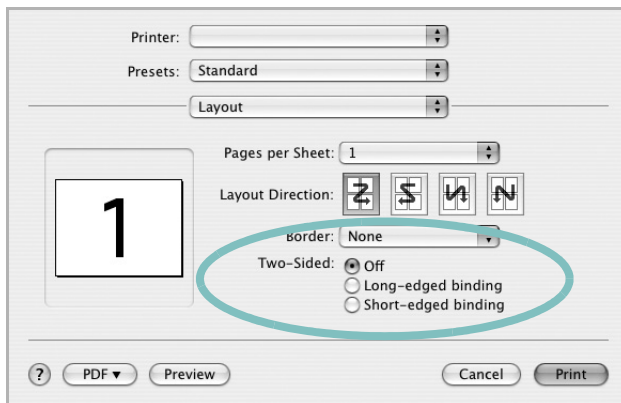 Printer:
Presets: Standard
Layout
Pages per Sheet: 1
1
Layout Direction:
Border: None
Two-Sided: Off
Long-edged binding
Short-edged binding
? PDF▼ Preview Cancel Print